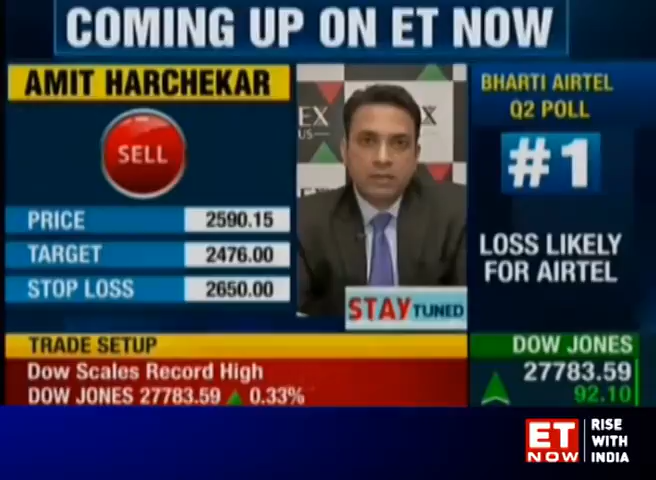 COMING UP ON ET NOW
AMIT HARCHEKAR
SELL
PRICE 2590.15
TARGET 2476.00
STOP LOSS 2650.00
EX
US
X
STAY TUNED
BHARTI AIRTEL
Q2 POLL
#1
LOSS LIKELY
FOR AIRTEL
TRADE SETUP
Dow Scales Record High
DOW JONES 27783.59 ▲ 0.33%
DOW JONES
27783.59
92.10
ET
NOW
RISE
WITH
INDIA